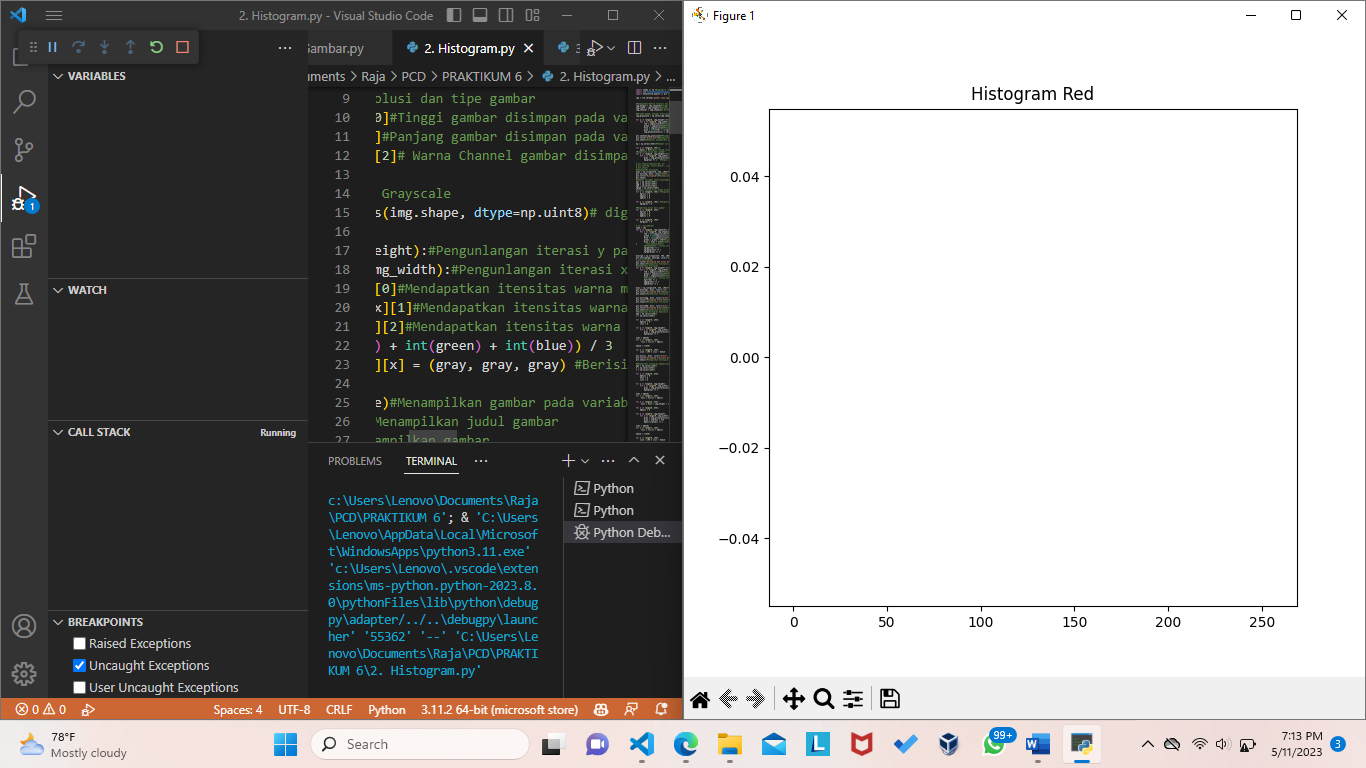 2. Histogram.py - Visual Studio Code
Gambar.py
2. Histogram.py
3
VARIABLES
WATCH
CALL STACK
Running
BREAKPOINTS
Raised Exceptions
Uncaught Exceptions
User Uncaught Exceptions
1
uments > Raja > PCD > PRAKTIKUM 6 > 2. Histogram.py > ...
9 olusi dan tipe gambar
10 0]#Tinggi gambar disimpan pada va
11 ]#Panjang gambar disimpan pada va
12 [2]# Warna Channel gambar disimpa
13
14 Grayscale
15 s(img.shape, dtype=np.uint8)# dig
16
17 eight):#Pengunlangan iterasi y pa
18 mg_width):#Pengunlangan iterasi x
19 [0]#Mendapatkan itensitas warna m
20 x][1]#Mendapatkan itensitas warna
21 ][2]#Mendapatkan itensitas warna
22 ) + int(green) + int(blue)) / 3
23 ][x] = (gray, gray, gray) #Berisi
24
25 e)#Menampilkan gambar pada variab
26 Menampilkan judul gambar
27 ampilkan gambar
PROBLEMS
TERMINAL
c:\Users\Lenovo\Documents\Raja
\PCD\PRAKTIKUM 6'; & 'C:\Users
\Lenovo\AppData\Local\Microsof
t\WindowsApps\python3.11.exe'
'c:\Users\Lenovo\.vscode\exten
sions\ms-python.python-2023.8.
0\pythonFiles\lib\python\debug
py\adapter/../..\debugpy\launc
her' '55362' '--' 'C:\Users\Le
novo\Documents\Raja\PCD\PRAKTI
KUM 6\2. Histogram.py'
Python
Python
Python Deb...
0 0
Spaces: 4
UTF-8
CRLF
Python
3.11.2 64-bit (microsoft store)
Figure 1
Histogram Red
0.04
0.02
0.00
−0.02
−0.04
0 50 100 150 200 250
78°F
Mostly cloudy
Search
L
99+
W
7:13 PM
5/11/2023
3